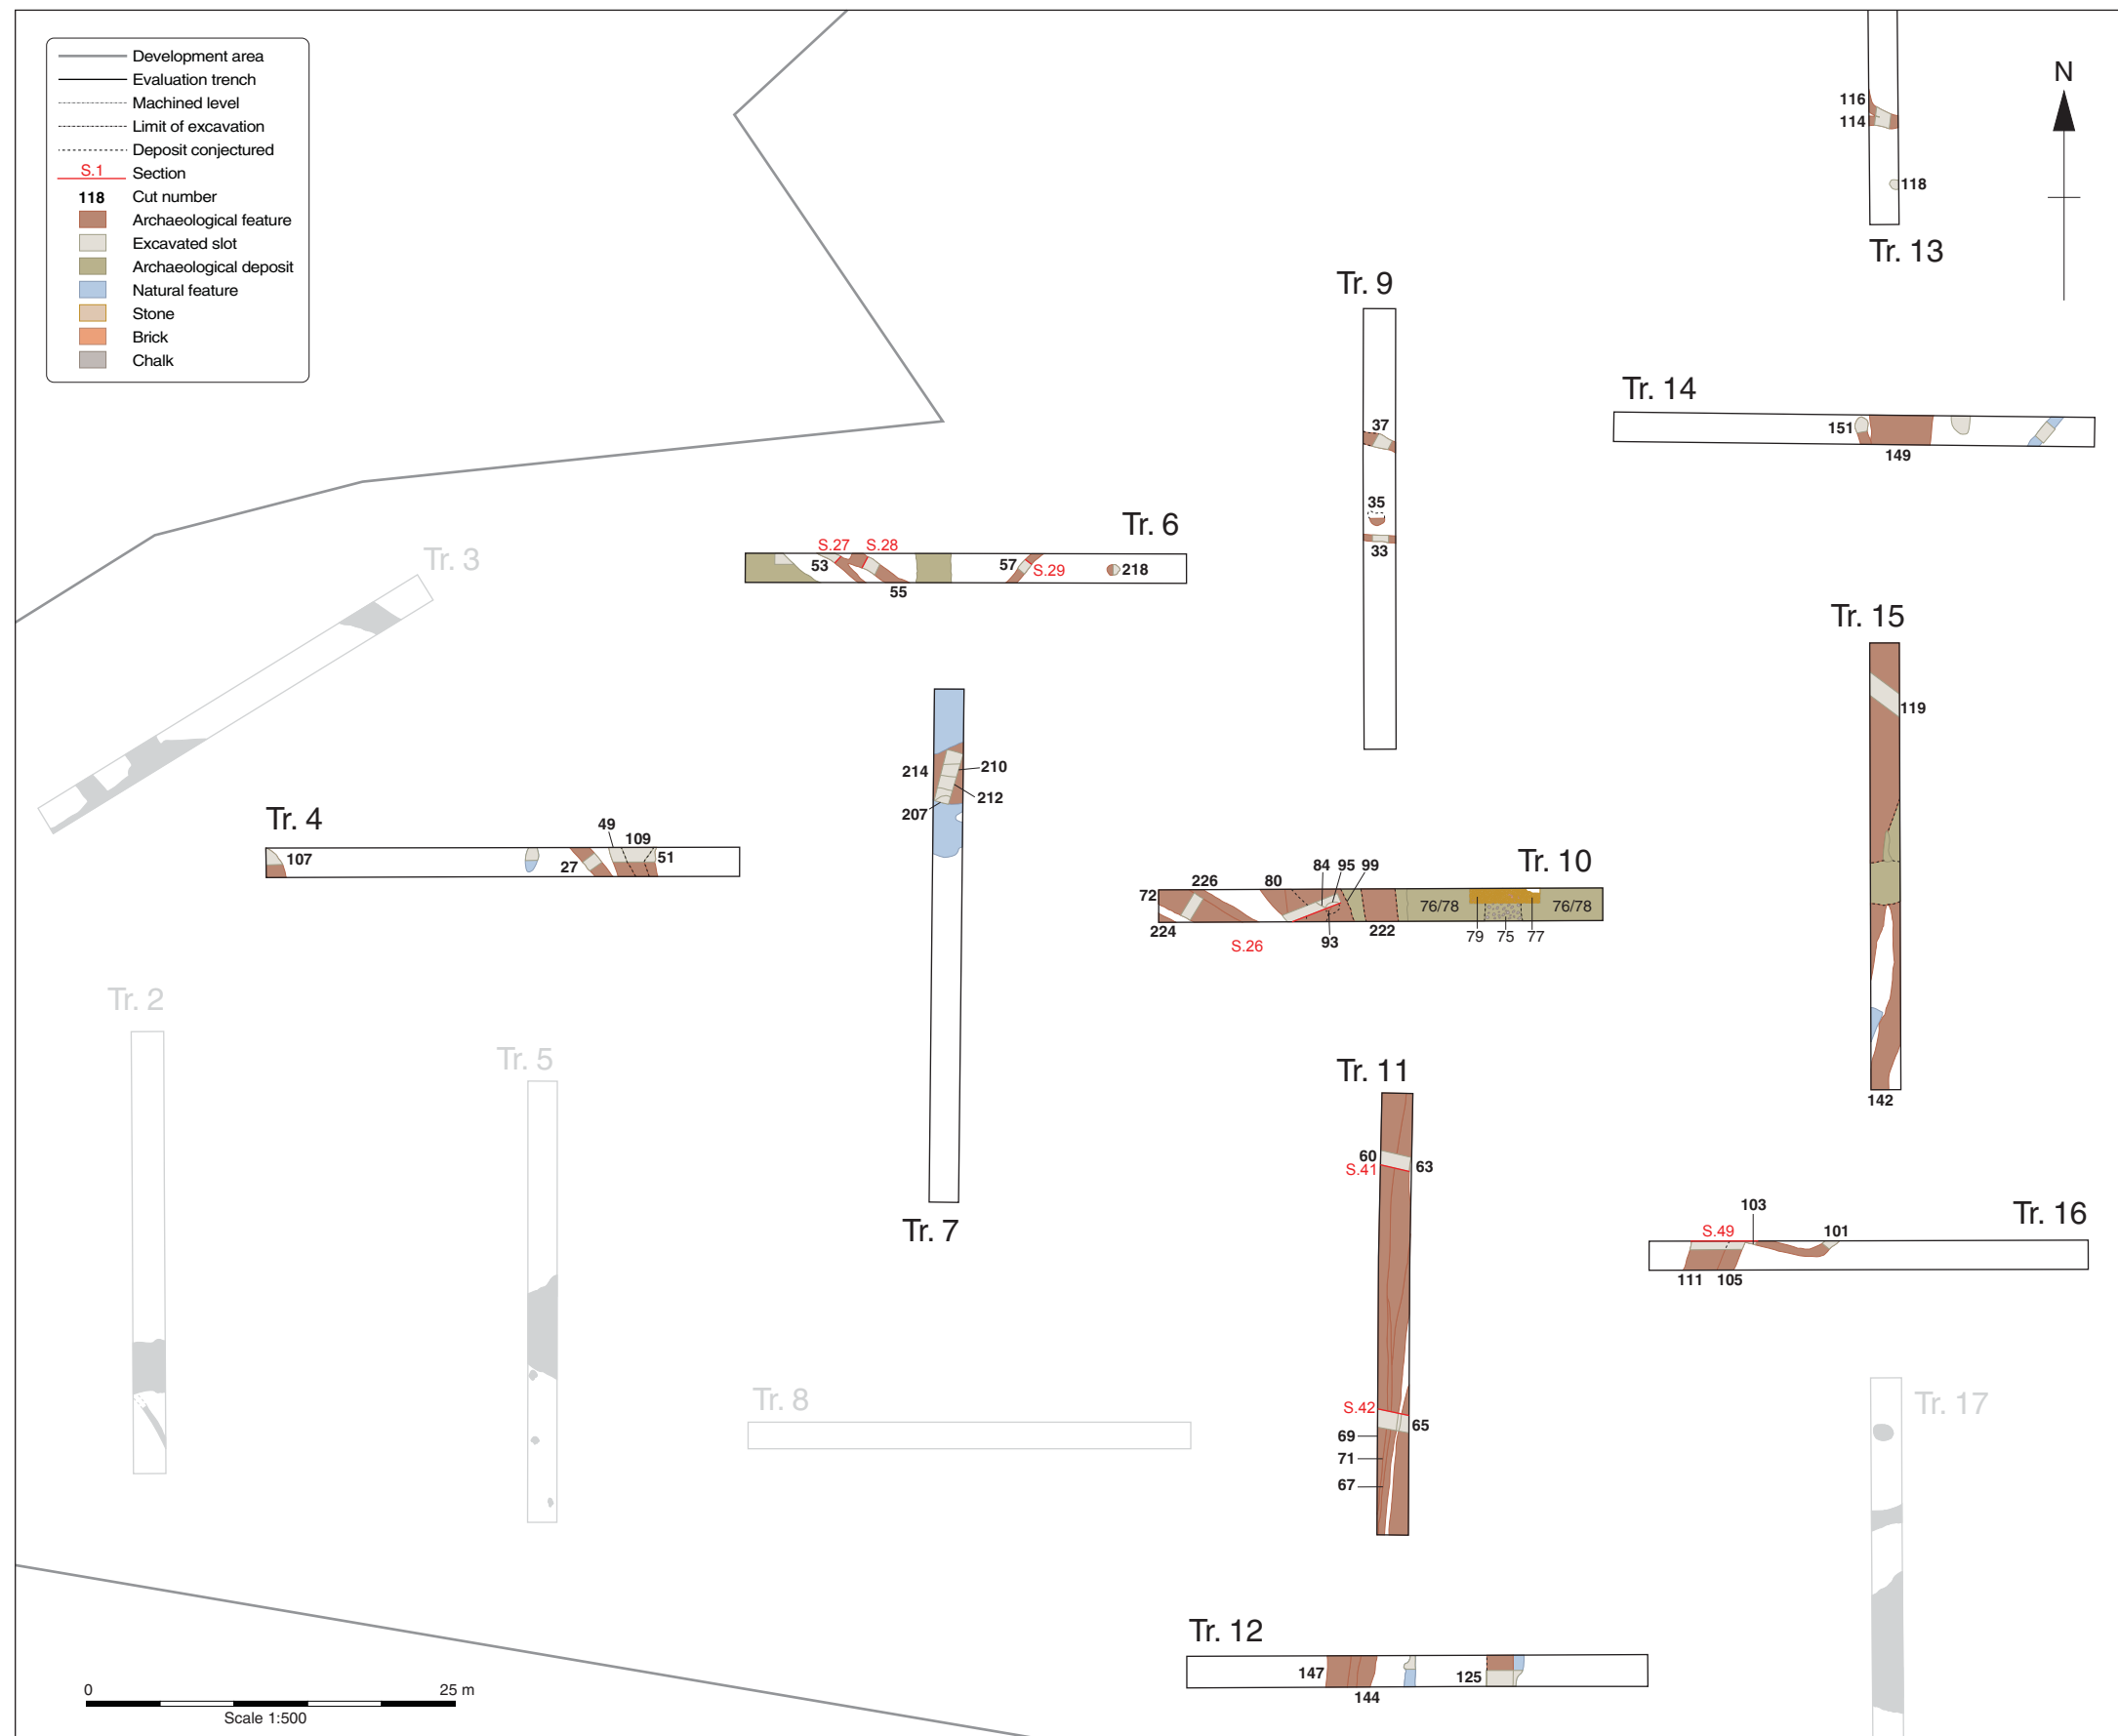 Development area
Evaluation trench
Machined level
Limit of excavation
Deposit conjectured
S.1 Section
118 Cut number
Archaeological feature
Excavated slot
Archaeological deposit
Natural feature
Stone
Brick
Chalk
N
116
114
118
Tr. 13
Tr. 9
37
35
33
Tr. 14
151
149
Tr. 6
S.27 S.28
53
57
S.29
218
55
Tr. 3
Tr. 15
119
142
214
210
212
207
Tr. 7
Tr. 4
49
109
107
27
51
Tr. 10
84 95 99
72
226
80
76/78
76/78
224
S.26
93
222
79 75 77
Tr. 2
Tr. 5
Tr. 11
60
S.41
63
S.42
65
69
71
67
103
Tr. 16
S.49
101
111 105
Tr. 8
Tr. 17
Tr. 12
147
125
144
0 25 m
Scale 1:500